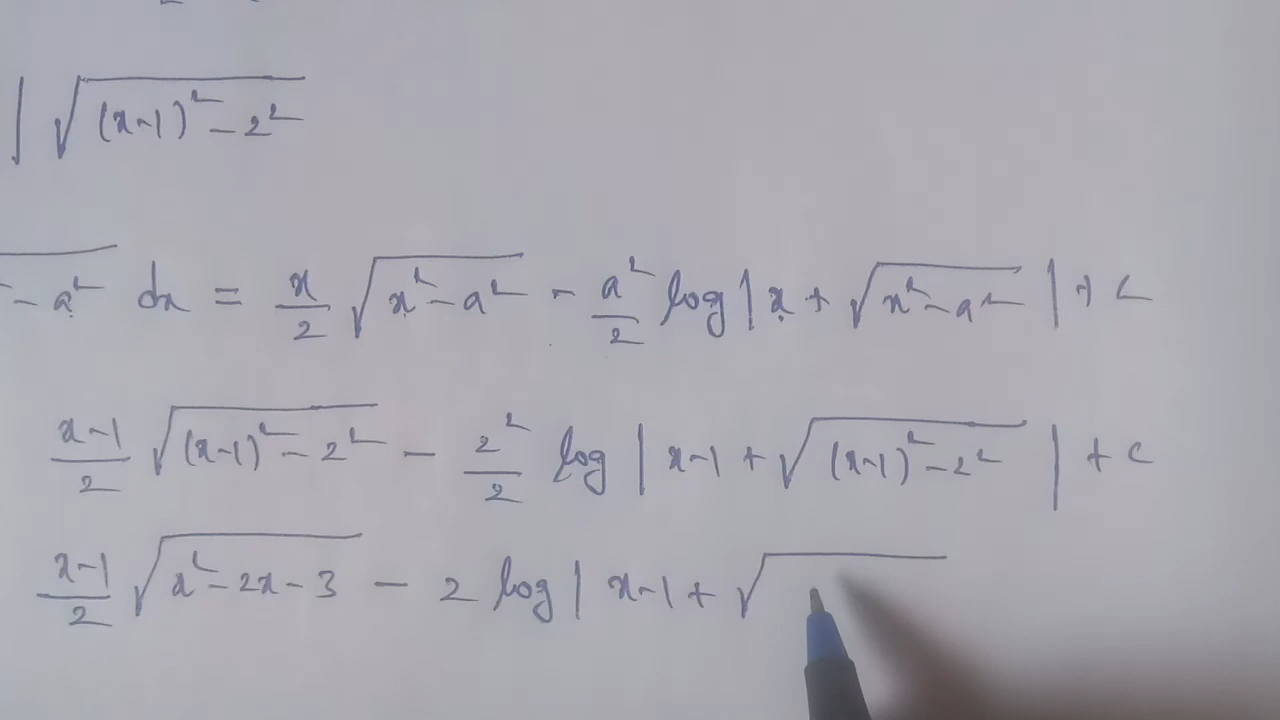 ∫ √((x-1)² - 2²)
- a² dx = x/2 √(x² - a²) - a²/2 log | x + √(x² - a²) | + c
x-1/2 √((x-1)² - 2²) - 2²/2 log | x-1 + √((x-1)² - 2²) | + c
x-1/2 √(x² - 2x - 3) - 2 log | x-1 + √